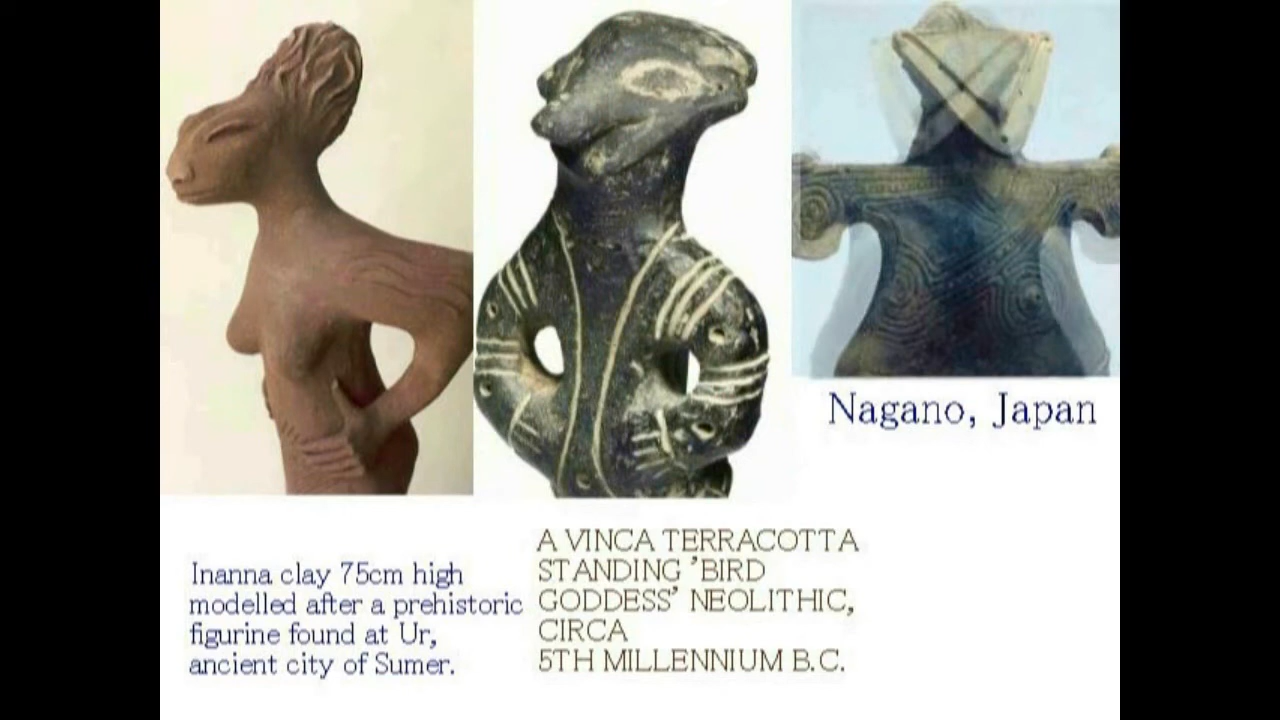 Nagano, Japan
Inanna clay 75cm high
modelled after a prehistoric
figurine found at Ur,
ancient city of Sumer.
A VINCA TERRACOTTA
STANDING 'BIRD
GODDESS' NEOLITHIC,
CIRCA
5TH MILLENNIUM B.C.